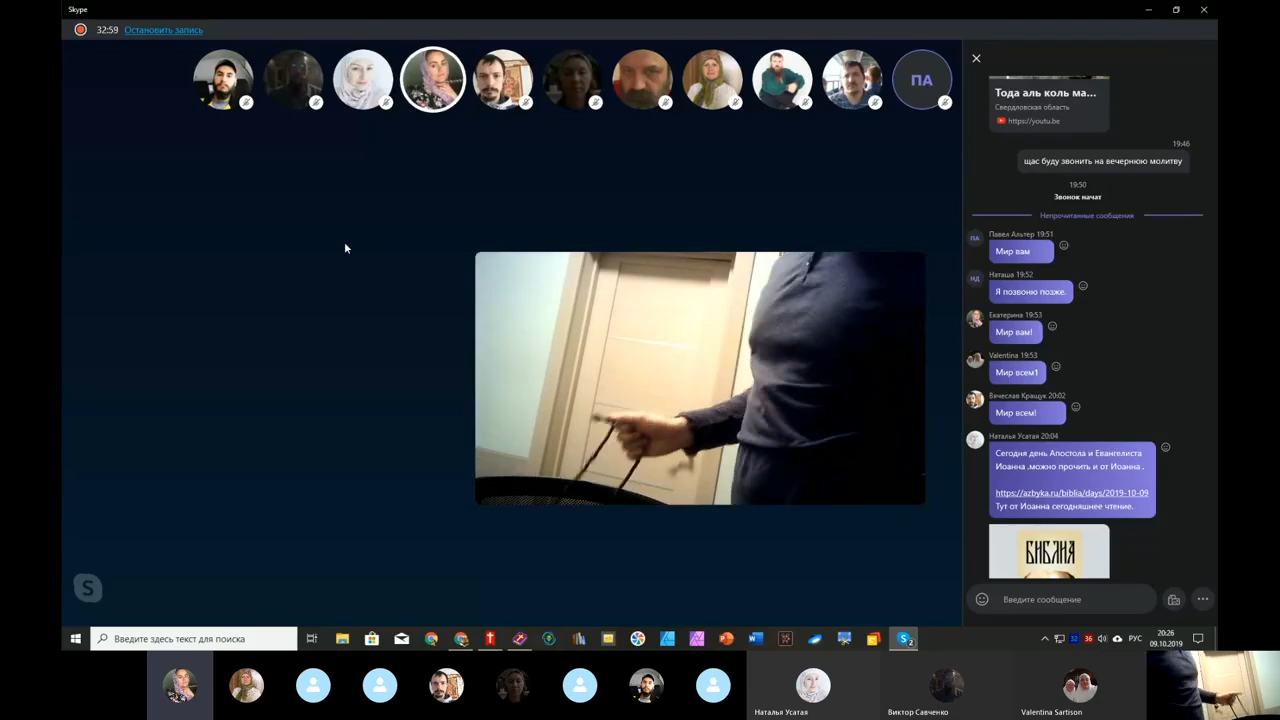 Skype
32:59 Остановить запись
ПА
Тода аль коль ма...
Свердловская область
https://youtu.be
19:46
щас буду звонить на вечернюю молитву
19:50
Звонок начат
Непрочитанные сообщения
ПА
Павел Альтер 19:51
Мир вам
НД
Наташа 19:52
Я позвоню позже.
Екатерина 19:53
Мир вам!
Valentina 19:53
Мир всем1
Вячеслав Кращук 20:02
Мир всем!
Наталья Усатая 20:04
Сегодня день Апостола и Евангелиста
Иоанна .можно прочить и от Иоанна .
https://azbyka.ru/biblia/days/2019-10-09
Тут от Иоанна сегодняшнее чтение.
БИБЛИЯ
Введите сообщение
Введите здесь текст для поиска
32
36
РУС
20:26
09.10.2019
Наталья Усатая
Виктор Савченко
Valentina Sartison